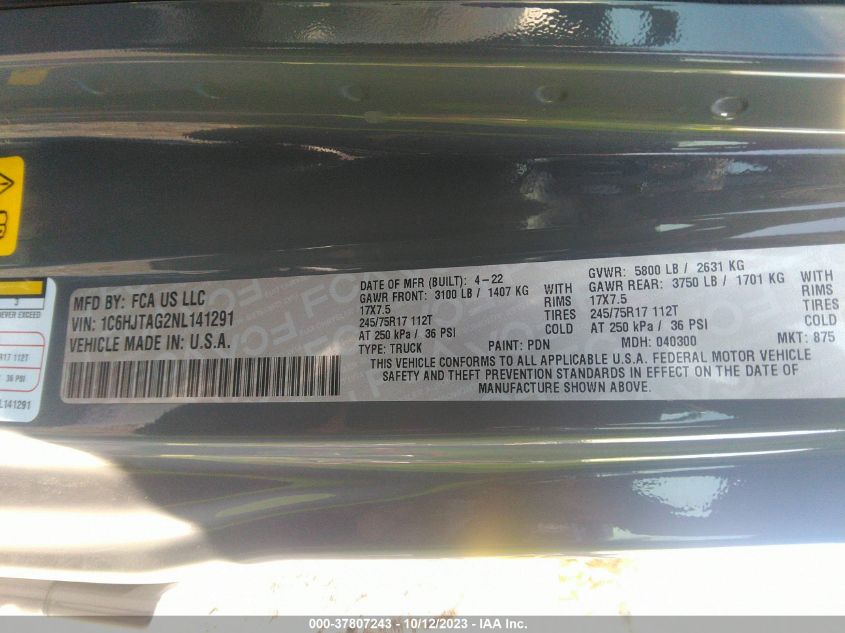 MFD BY: FCA US LLC
VIN: 1C6HJTAG2NL141291
VEHICLE MADE IN: U.S.A.
DATE OF MFR (BUILT): 4-22
GAWR FRONT: 3100 LB / 1407 KG WITH
17X7.5 RIMS
245/75R17 112T TIRES
AT 250 kPa / 36 PSI
TYPE: TRUCK
GVWR: 5800 LB / 2631 KG
GAWR REAR: 3750 LB / 1701 KG WITH
17X7.5 RIMS
245/75R17 112T TIRES
AT 250 kPa / 36 PSI
PAINT: PDN MDH: 040300 MKT: 875
THIS VEHICLE CONFORMS TO ALL APPLICABLE U.S.A. FEDERAL MOTOR VEHICLE
SAFETY AND THEFT PREVENTION STANDARDS IN EFFECT ON THE DATE OF
MANUFACTURE SHOWN ABOVE.
3
EXCEED
R17 112T
36 PSI
L141291
000-37807243 - 10/12/2023 - © IAA Inc.